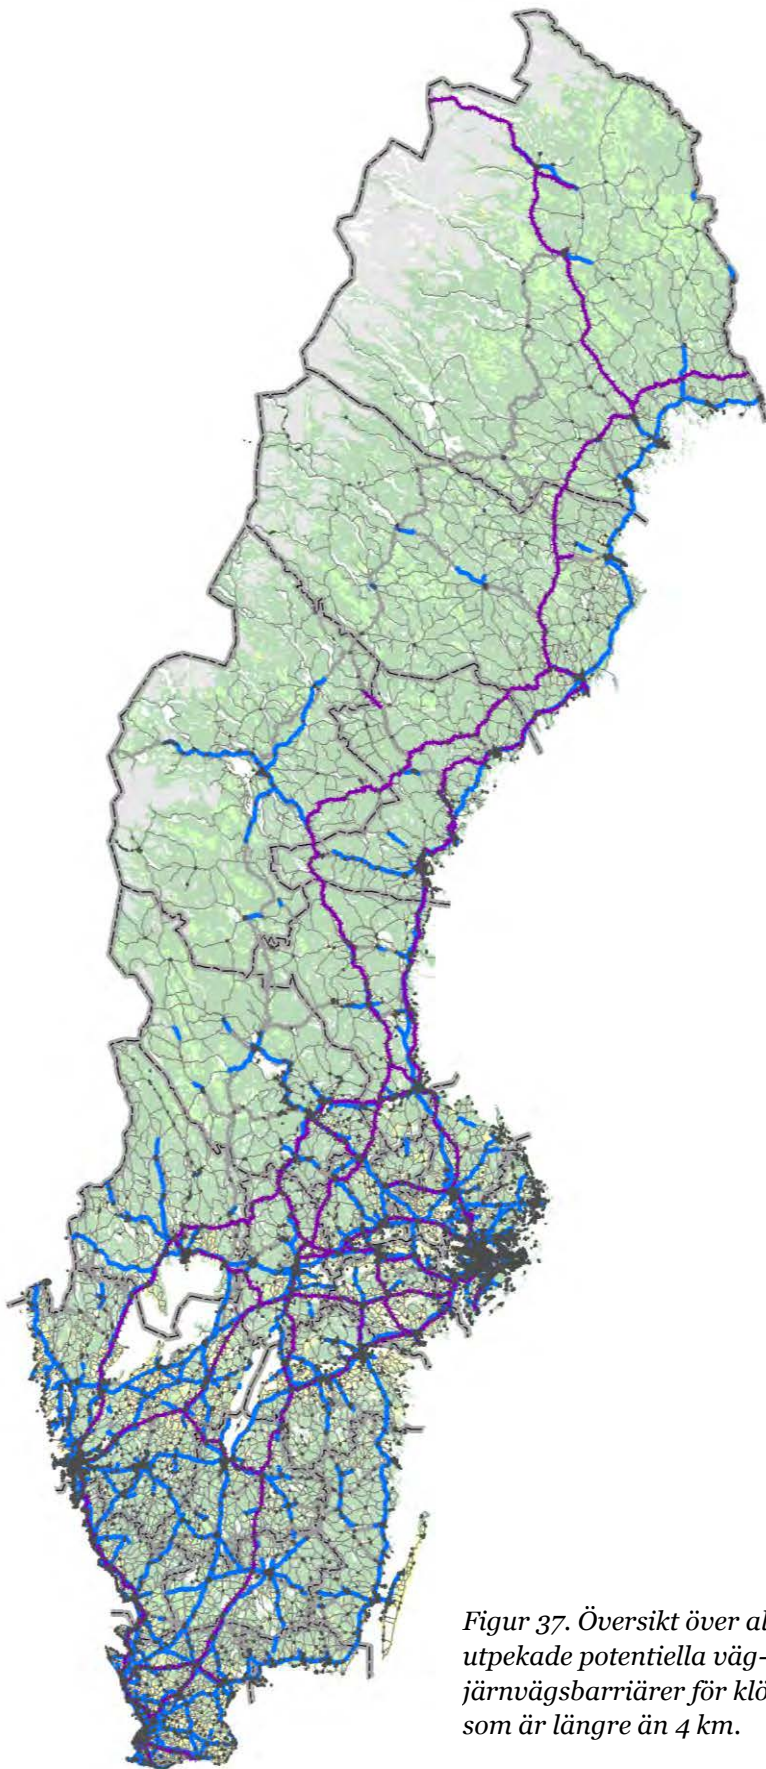 Figur 37. Översikt över al
utpekade potentiella väg-
järnvägsbarriärer för klö
som är längre än 4 km.